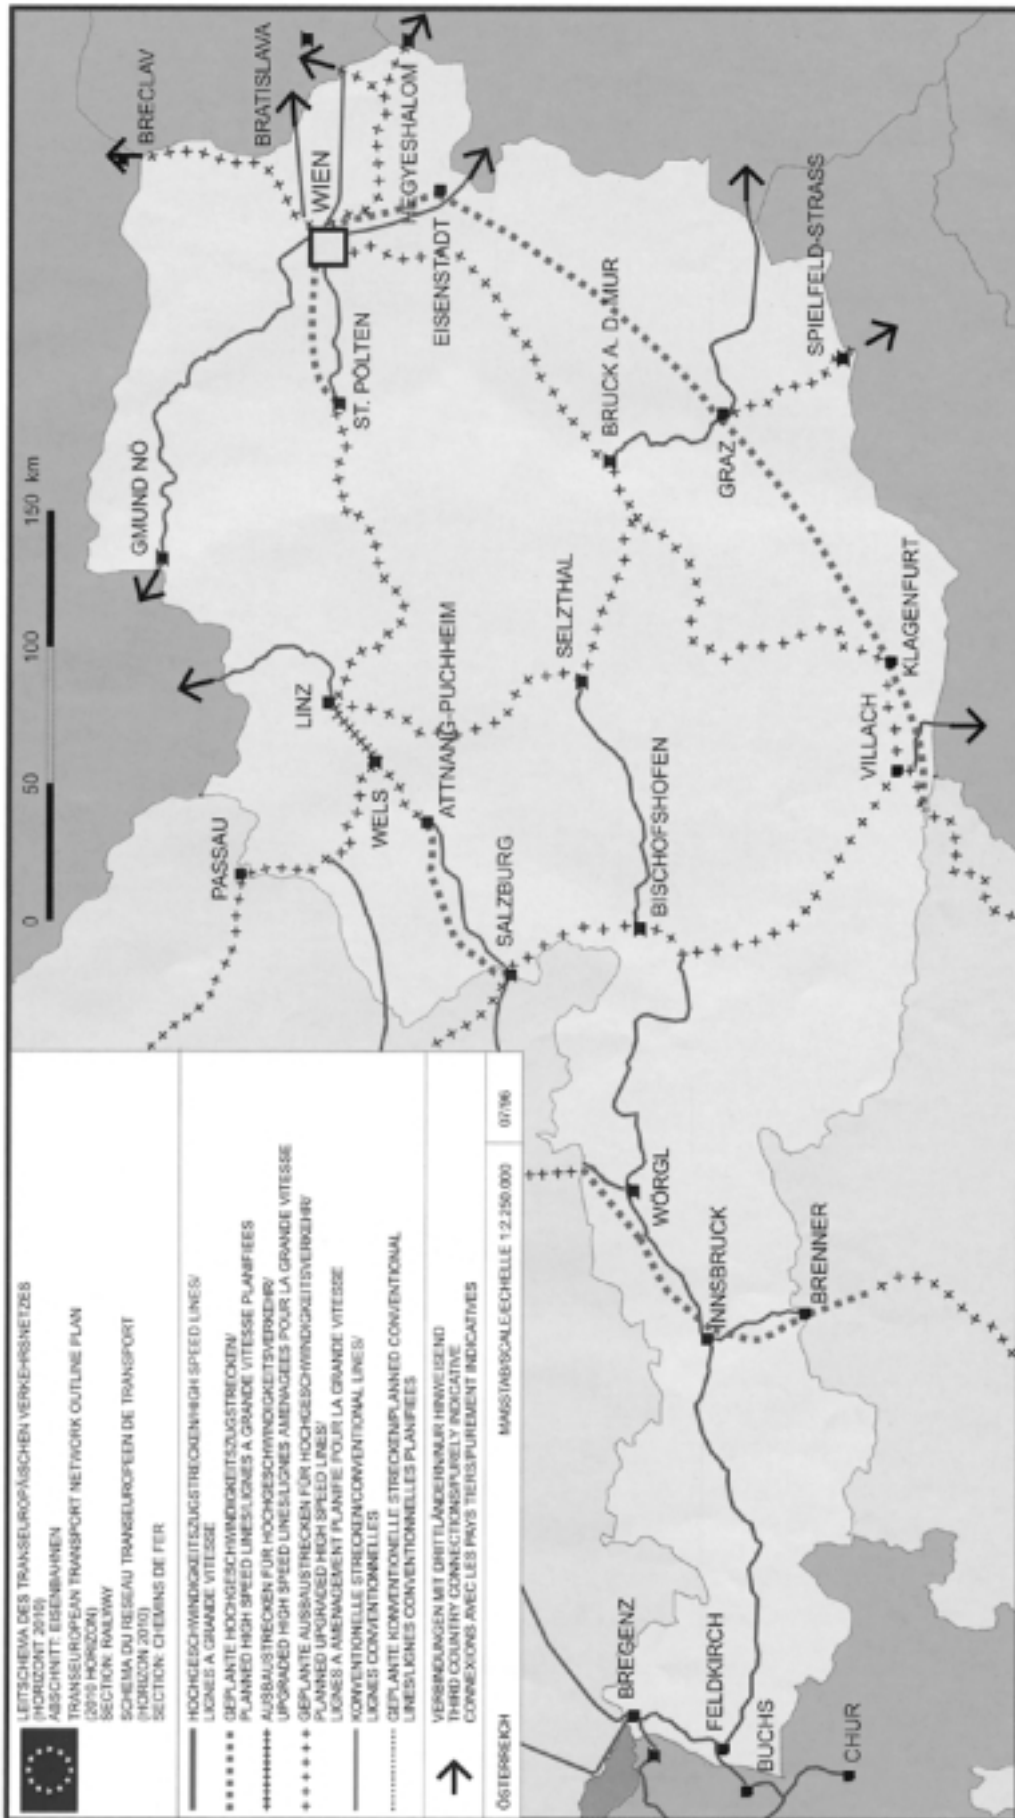 LEITSCHEMA DES TRANSEUROPÄISCHEN VERKEHRSNETZES
(HORIZONT 2010)
ABSCHNITT: EISENBAHNEN
TRANSEUROPEAN TRANSPORT NETWORK OUTLINE PLAN
(2010 HORIZON)
SECTION: RAILWAY
SCHEMA DU RESEAU TRANSEUROPEEN DE TRANSPORT
(HORIZON 2010)
SECTION: CHEMINS DE FER
HOCHGESCHWINDIGKEITSZUGSTRECKEN/HIGH SPEED LINES/
LIGNES A GRANDE VITESSE
GEPLANTE HOCHGESCHWINDIGKEITSZUGSTRECKEN/
PLANNED HIGH SPEED LINES/LIGNES A GRANDE VITESSE PLANIFIEES
AUSBAUSTRECKEN FÜR HOCHGESCHWINDIGKEITSVERKEHR/
UPGRADED HIGH SPEED LINES/LIGNES AMENAGEES POUR LA GRANDE VITESSE
GEPLANTE AUSBAUSTRECKEN FÜR HOCHGESCHWINDIGKEITSVERKEHR/
PLANNED UPGRADED HIGH SPEED LINES/
LIGNES A AMENAGEMENT PLANIFIE POUR LA GRANDE VITESSE
KONVENTIONELLE STRECKEN/CONVENTIONAL LINES/
LIGNES CONVENTIONELLES
GEPLANTE KONVENTIONELLE STRECKEN/PLANNED CONVENTIONAL
LINES/LIGNES CONVENTIONNELLES PLANIFIEES
VERBINDUNGEN MIT DRITTLÄNDERN/NUR HINWEISEND
THIRD COUNTRY CONNECTIONS/PURELY INDICATIVE
CONNEXIONS AVEC LES PAYS TIERS/PUREMENT INDICATIVES
ÖSTERREICH MAßSTAB/SCALE/ECHELLE 1:2.250.000 07/96
0 50 100 150 km
BRECLAV
BRATISLAVA
GMUND NÖ
WIEN
HEGYESHALOM
LINZ
ST. PÖLTEN
EISENSTADT
PASSAU
WELS
ATTNANG-PUCHHEIM
SALZBURG
SELZTHAL
BRUCK A. D. MUR
BISCHOFSHOFEN
GRAZ
SPIELFELD-STRASS
WÖRGL
INNSBRUCK
BRENNER
VILLACH
KLAGENFURT
BREGENZ
FELDKIRCH
BUCHS
CHUR